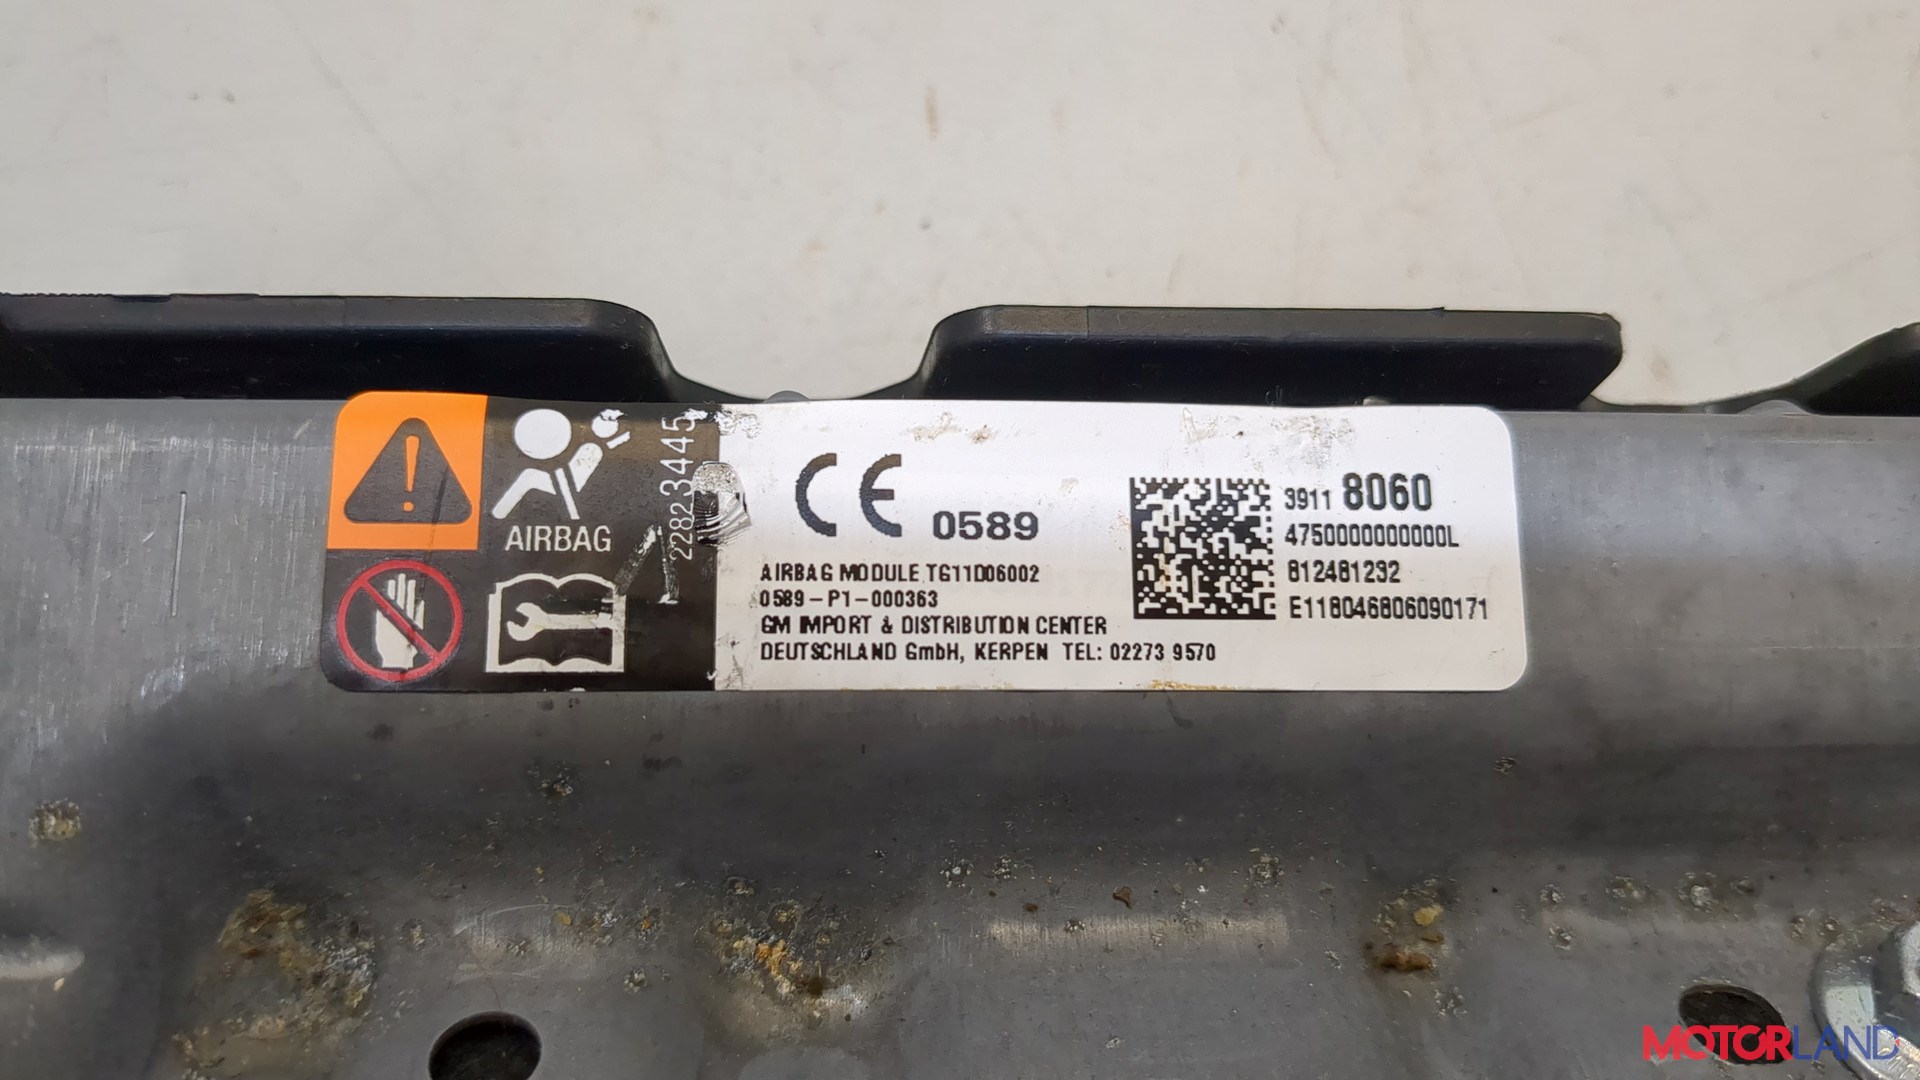 AIRBAG
22823445
CE 0589
AIRBAG MODULE TG11D06002
0589-P1-000363
GM IMPORT & DISTRIBUTION CENTER
DEUTSCHLAND GmbH, KERPEN TEL: 02273 9570
3911 8060
4750000000000L
812481232
E118046806090171
MOTORLAND